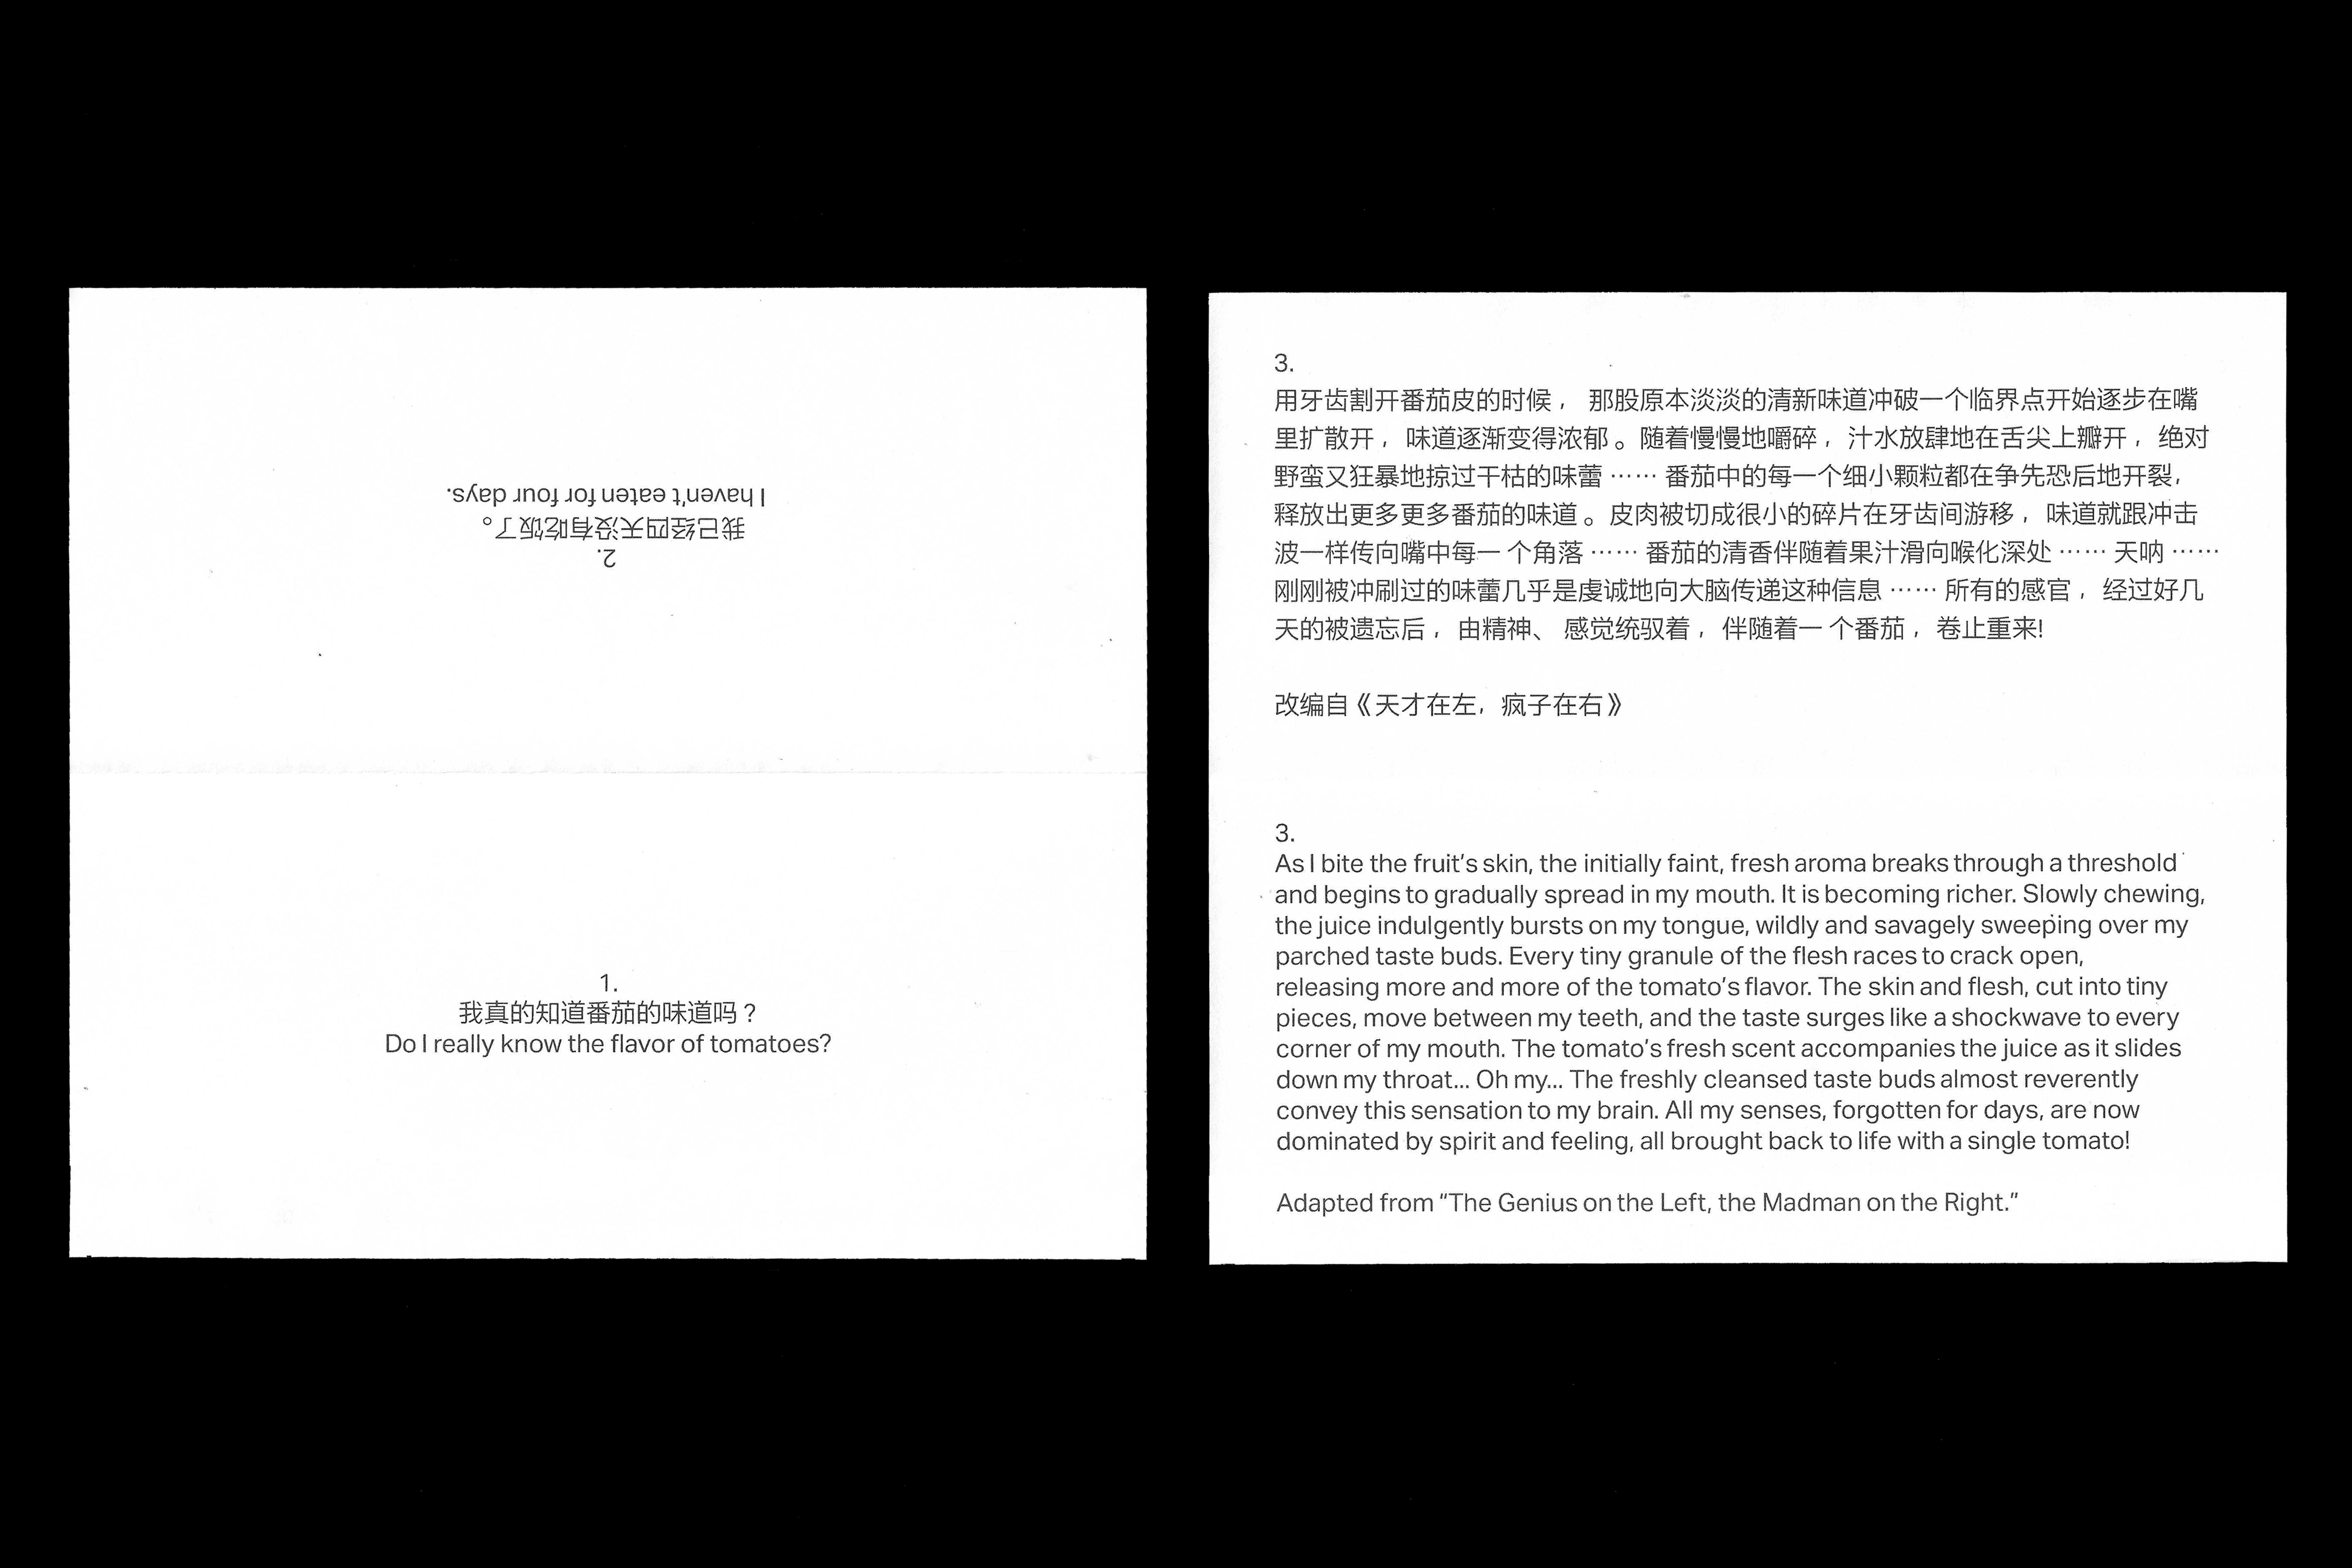 1.
我真的知道番茄的味道吗？
Do I really know the flavor of tomatoes?
2.
我已经四天没有吃饭了。
I haven't eaten for four days.
3.
用牙齿割开番茄皮的时候， 那股原本淡淡的清新味道冲破一个临界点开始逐步在嘴
里扩散开， 味道逐渐变得浓郁。随着慢慢地嚼碎， 汁水放肆地在舌尖上瓣开， 绝对
野蛮又狂暴地掠过干枯的味蕾 …… 番茄中的每一个细小颗粒都在争先恐后地开裂，
释放出更多更多番茄的味道。皮肉被切成很小的碎片在牙齿间游移， 味道就跟冲击
波一样传向嘴中每一个角落 …… 番茄的清香伴随着果汁滑向喉化深处 …… 天呐 ……
刚刚被冲刷过的味蕾几乎是虔诚地向大脑传递这种信息 …… 所有的感官， 经过好几
天的被遗忘后， 由精神、 感觉统驭着， 伴随着一个番茄， 卷止重来!

改编自《天才在左，疯子在右》

3.
As I bite the fruit’s skin, the initially faint, fresh aroma breaks through a threshold
and begins to gradually spread in my mouth. It is becoming richer. Slowly chewing,
the juice indulgently bursts on my tongue, wildly and savagely sweeping over my
parched taste buds. Every tiny granule of the flesh races to crack open,
releasing more and more of the tomato’s flavor. The skin and flesh, cut into tiny
pieces, move between my teeth, and the taste surges like a shockwave to every
corner of my mouth. The tomato’s fresh scent accompanies the juice as it slides
down my throat... Oh my... The freshly cleansed taste buds almost reverently
convey this sensation to my brain. All my senses, forgotten for days, are now
dominated by spirit and feeling, all brought back to life with a single tomato!

Adapted from “The Genius on the Left, the Madman on the Right.”